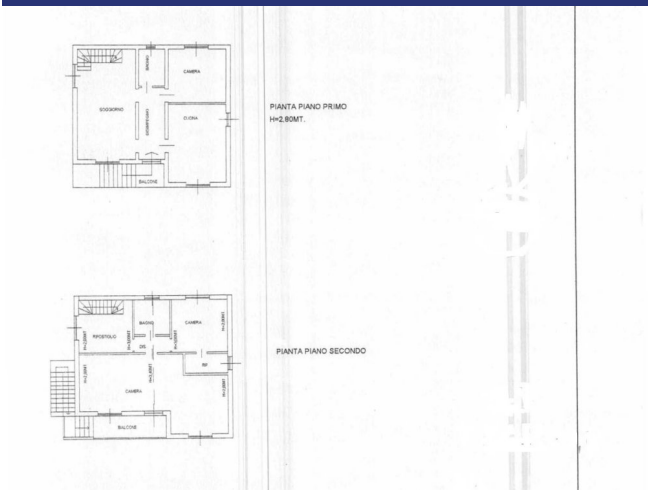 BAGNO
CAMERA
SOGGIORNO
DISIMPEGNO
CUCINA
BALCONE
PIANTA PIANO PRIMO
H=2.80MT.
RIPOSTIGLIO
BAGNO
CAMERA
DIS.
RIP
CAMERA
BALCONE
PIANTA PIANO SECONDO